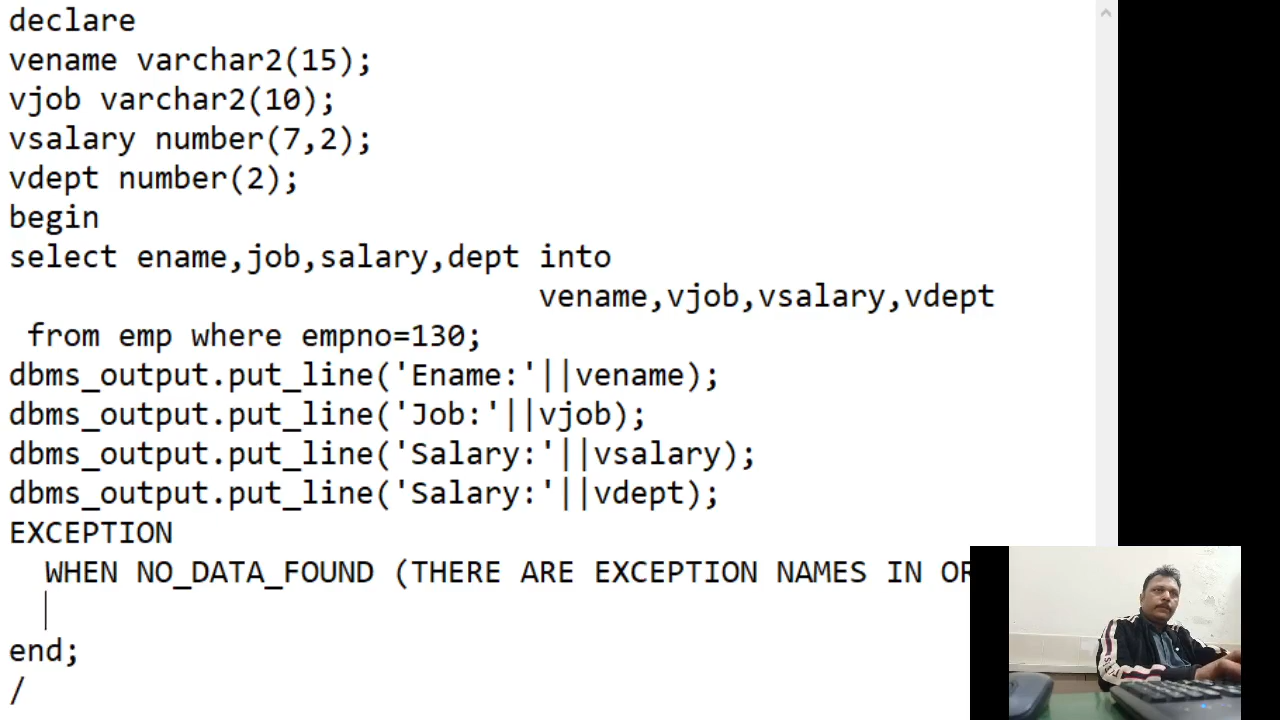 declare
vename varchar2(15);
vjob varchar2(10);
vsalary number(7,2);
vdept number(2);
begin
select ename,job,salary,dept into
vename,vjob,vsalary,vdept
from emp where empno=130;
dbms_output.put_line('Ename:'||vename);
dbms_output.put_line('Job:'||vjob);
dbms_output.put_line('Salary:'||vsalary);
dbms_output.put_line('Salary:'||vdept);
EXCEPTION
WHEN NO_DATA_FOUND (THERE ARE EXCEPTION NAMES IN
end;
/